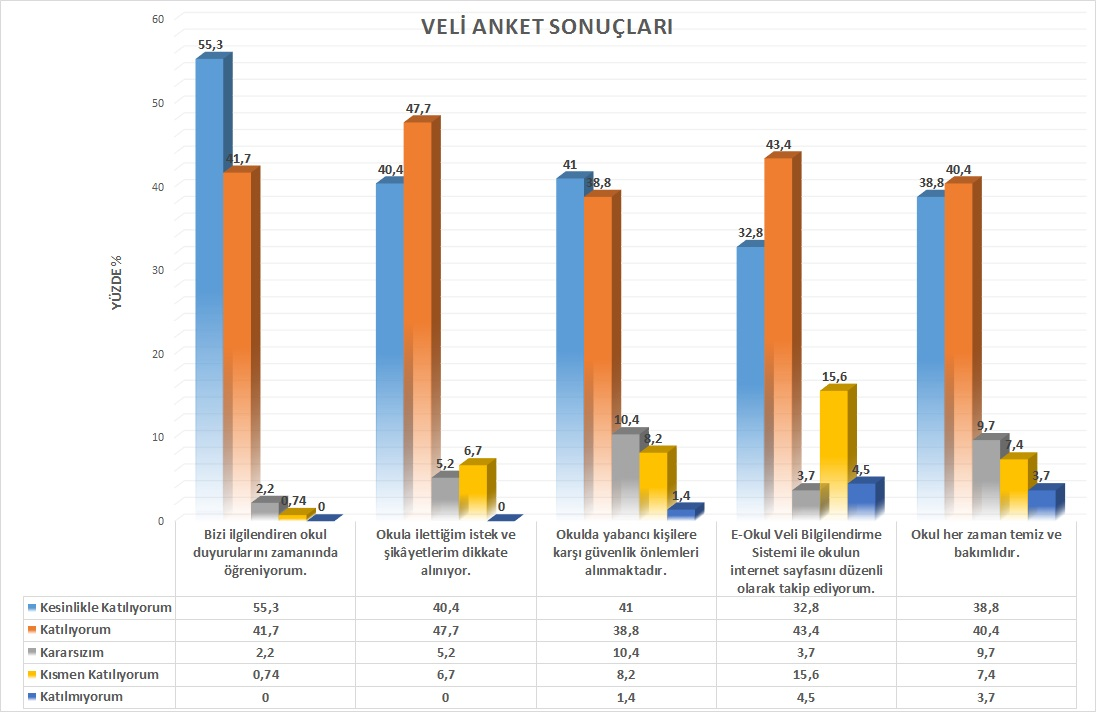 VELİ ANKET SONUÇLARI
YÜZDE %
60
50
40
30
20
10
0
55,3
41,7
2,2
0,74
0
40,4
47,7
5,2
6,7
0
41
38,8
10,4
8,2
1,4
32,8
43,4
3,7
15,6
4,5
38,8
40,4
9,7
7,4
3,7
Bizi ilgilendiren okul
duyurularını zamanında
öğreniyorum.
Okula ilettiğim istek ve
şikâyetlerim dikkate
alınıyor.
Okulda yabancı kişilere
karşı güvenlik önlemleri
alınmaktadır.
E-Okul Veli Bilgilendirme
Sistemi ile okulun
internet sayfasını düzenli
olarak takip ediyorum.
Okul her zaman temiz ve
bakımlıdır.
Kesinlikle Katılıyorum 55,3 40,4 41 32,8 38,8
Katılıyorum 41,7 47,7 38,8 43,4 40,4
Kararsızım 2,2 5,2 10,4 3,7 9,7
Kısmen Katılıyorum 0,74 6,7 8,2 15,6 7,4
Katılmıyorum 0 0 1,4 4,5 3,7